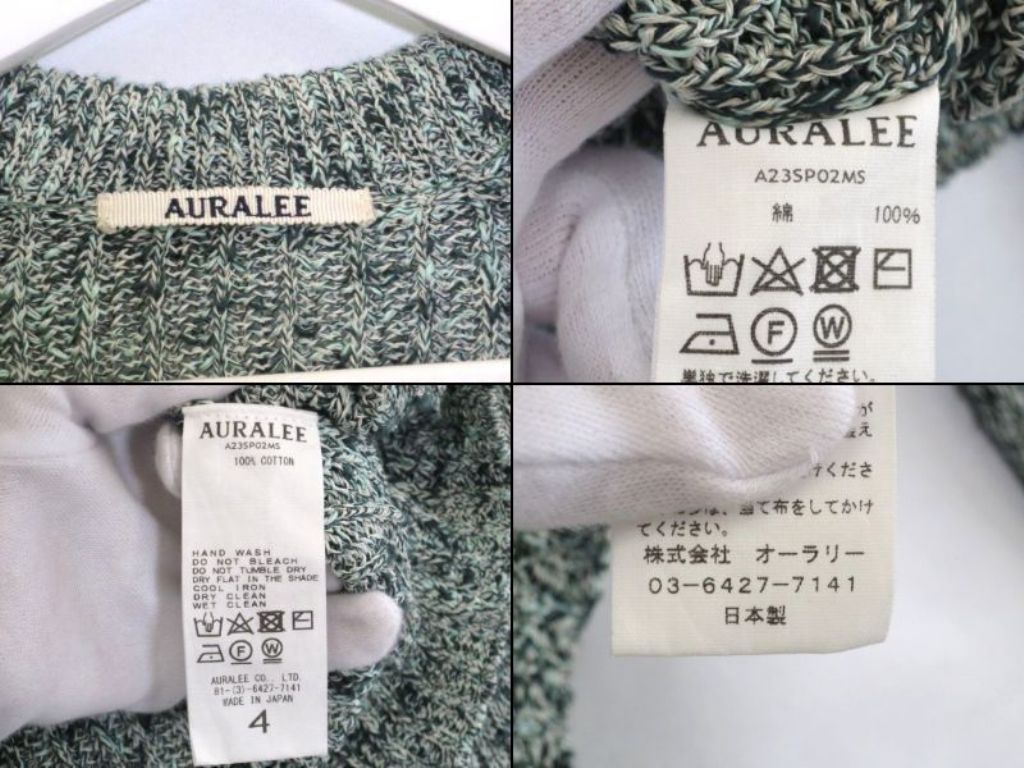 AURALEE
AURALEE
A23SP02MS
綿 100%
F W
単独で洗濯してください。
AURALEE
A23SP02MS
100% COTTON
HAND WASH
DO NOT BLEACH
DO NOT TUMBLE DRY
DRY FLAT IN THE SHADE
COOL IRON
DRY CLEAN
WET CLEAN
F W
AURALEE CO., LTD.
81-(3)-6427-7141
MADE IN JAPAN
4
が
えけくださ
当て布をしてかけ
てください。
株式会社 オーラリー
03-6427-7141
日本製